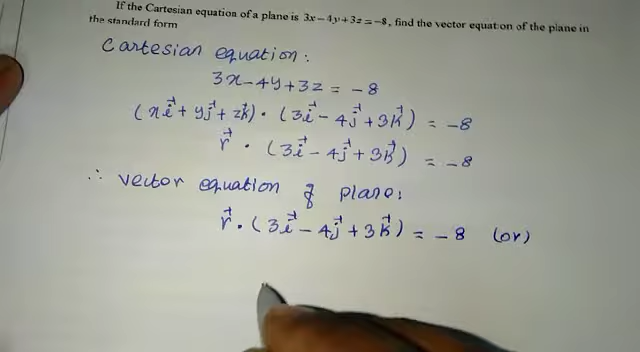 If the Cartesian equation of a plane is 3x – 4y + 3z = –8, find the vector equation of the plane in
the standard form
Cartesian equation :
3x – 4y + 3z = – 8
(xi⃗ + yj⃗ + zk⃗) · (3i⃗ – 4j⃗ + 3k⃗) = – 8
r⃗ · (3i⃗ – 4j⃗ + 3k⃗) = – 8
∴ vector equation of plane:
r⃗ · (3i⃗ – 4j⃗ + 3k⃗) = – 8 (or)